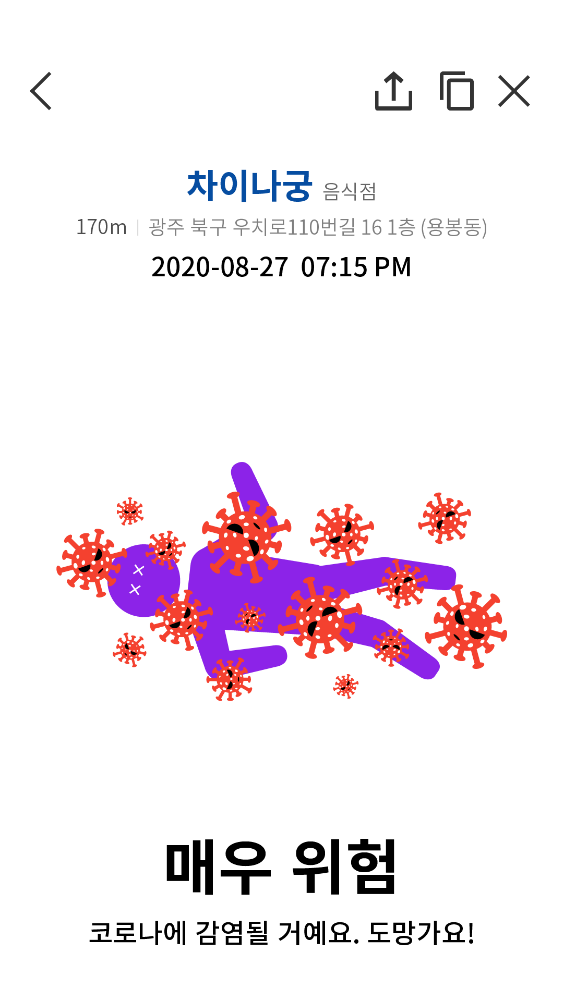 차이나궁 음식점
170m | 광주 북구 우치로110번길 16 1층 (용봉동)
2020-08-27 07:15 PM
매우 위험
코로나에 감염될 거예요. 도망가요!